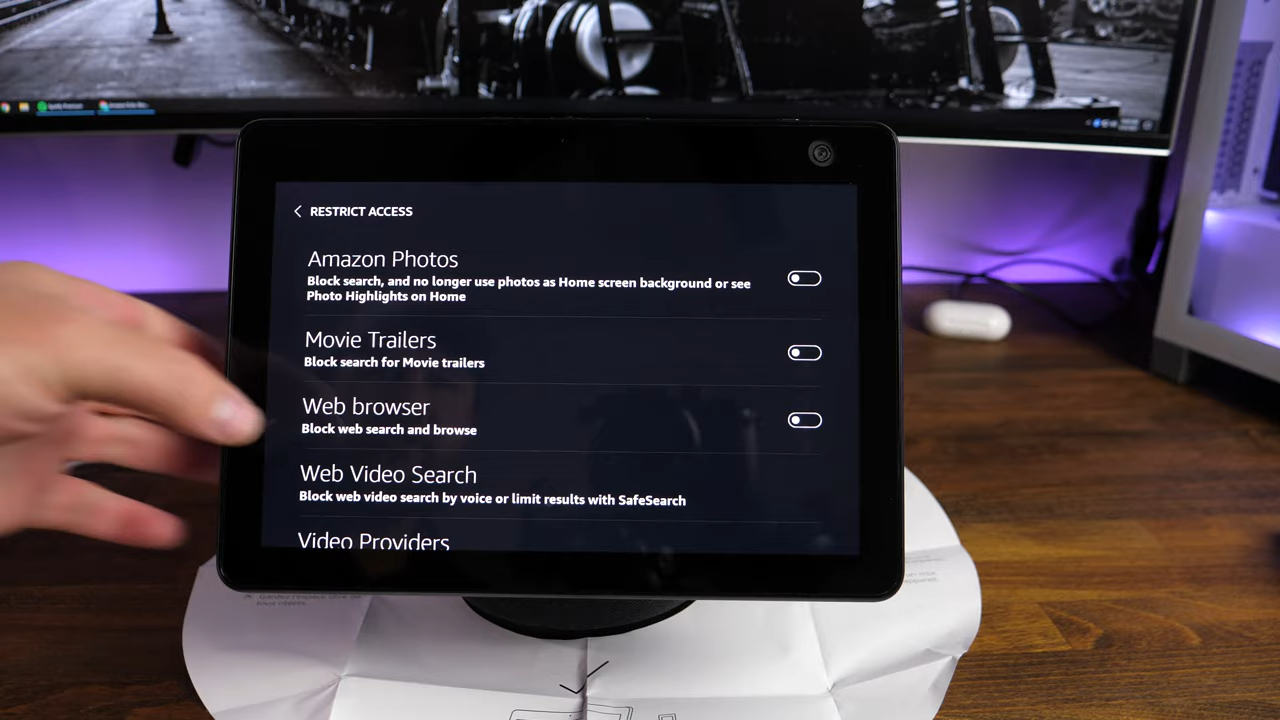 RESTRICT ACCESS
Amazon Photos
Block search, and no longer use photos as Home screen background or see
Photo Highlights on Home
Movie Trailers
Block search for Movie trailers
Web browser
Block web search and browse
Web Video Search
Block web video search by voice or limit results with SafeSearch
Video Providers